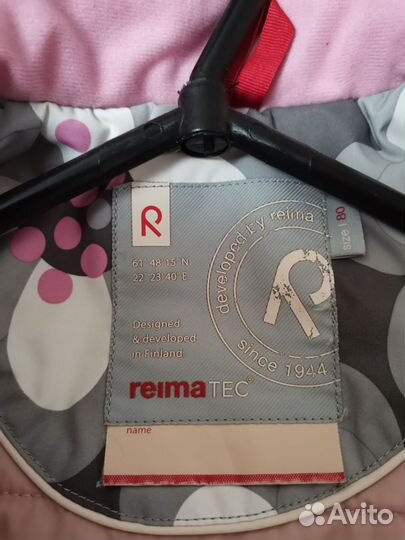 61° 48' 15" N
22° 23' 40" E
Designed
& developed
in Finland
reimaTEC®
developed by reima
since 1944
size | 80
name
Avito